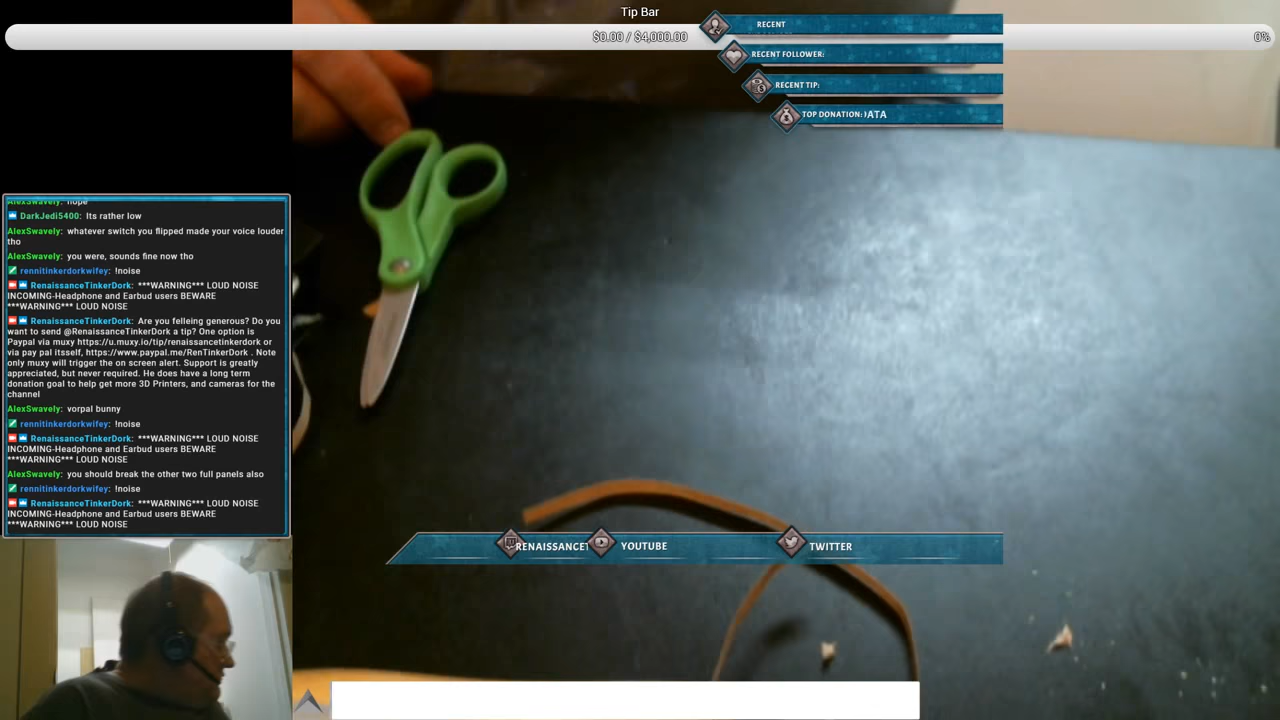 Tip Bar
$0.00 / $4,000.00
0%
RECENT
RECENT FOLLOWER:
RECENT TIP:
TOP DONATION:
ATA
AlexSwavely: nope
DarkJedi5400: Its rather low
AlexSwavely: whatever switch you flipped made your voice louder
tho
AlexSwavely: you were, sounds fine now tho
rennitinkerdorkwifey: !noise
RenaissanceTinkerDork: ***WARNING*** LOUD NOISE
INCOMING-Headphone and Earbud users BEWARE
***WARNING*** LOUD NOISE
RenaissanceTinkerDork: Are you felleing generous? Do you
want to send @RenaissanceTinkerDork a tip? One option is
Paypal via muxy https://u.muxy.io/tip/renaissancetinkerdork or
via pay pal itsself, https://www.paypal.me/RenTinkerDork . Note
only muxy will trigger the on screen alert. Support is greatly
appreciated, but never required. He does have a long term
donation goal to help get more 3D Printers, and cameras for the
channel
AlexSwavely: vorpal bunny
rennitinkerdorkwifey: !noise
RenaissanceTinkerDork: ***WARNING*** LOUD NOISE
INCOMING-Headphone and Earbud users BEWARE
***WARNING*** LOUD NOISE
AlexSwavely: you should break the other two full panels also
rennitinkerdorkwifey: !noise
RenaissanceTinkerDork: ***WARNING*** LOUD NOISE
INCOMING-Headphone and Earbud users BEWARE
***WARNING*** LOUD NOISE
RENAISSANCET
YOUTUBE
TWITTER